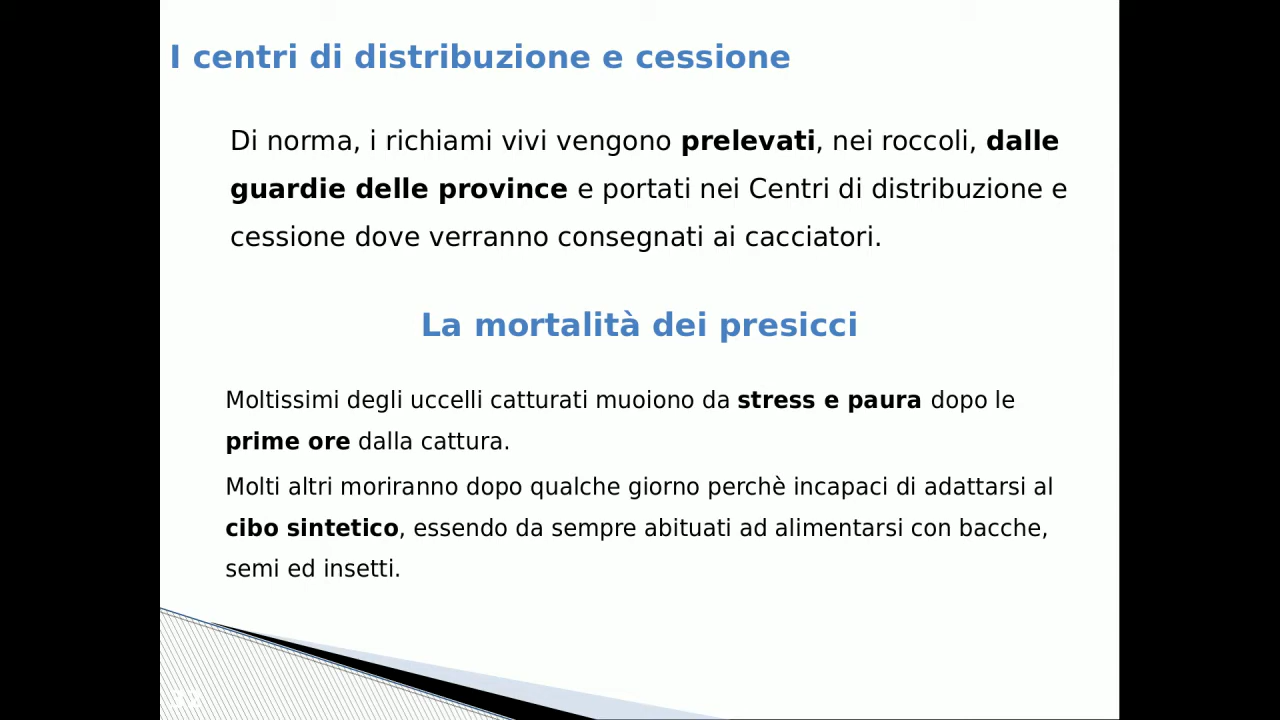 I centri di distribuzione e cessione
Di norma, i richiami vivi vengono prelevati, nei roccoli, dalle
guardie delle province e portati nei Centri di distribuzione e
cessione dove verranno consegnati ai cacciatori.
La mortalità dei presicci
Moltissimi degli uccelli catturati muoiono da stress e paura dopo le
prime ore dalla cattura.
Molti altri moriranno dopo qualche giorno perchè incapaci di adattarsi al
cibo sintetico, essendo da sempre abituati ad alimentarsi con bacche,
semi ed insetti.